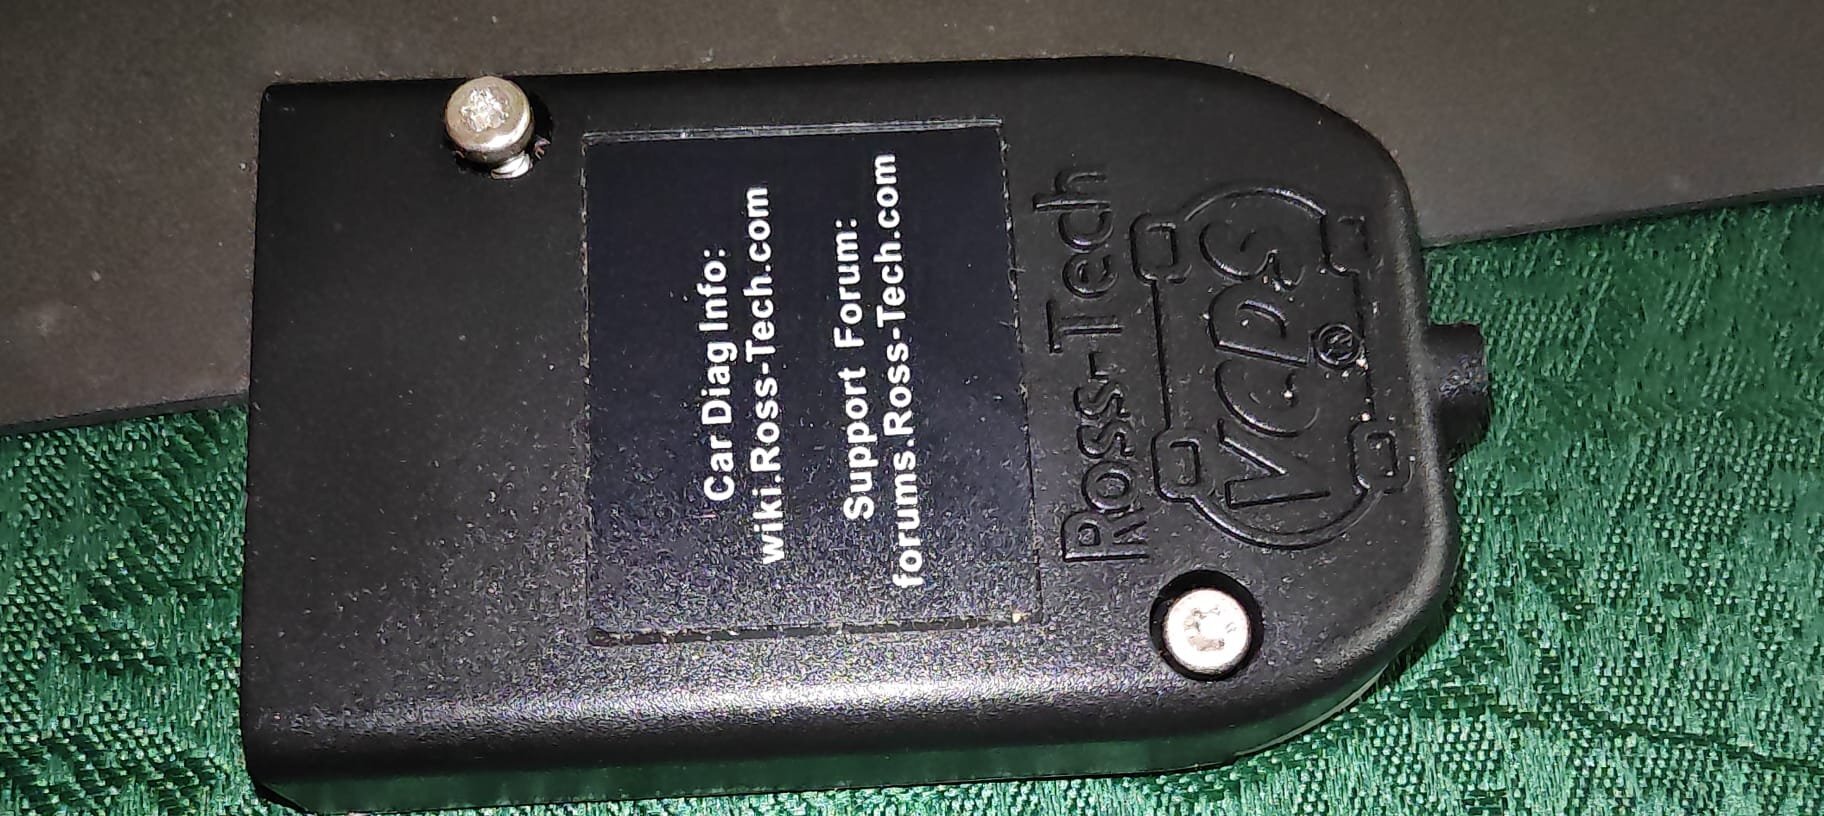 Car Diag Info:
wiki.Ross-Tech.com
Support Forum:
forums.Ross-Tech.com
Ross-Tech
VCDS®